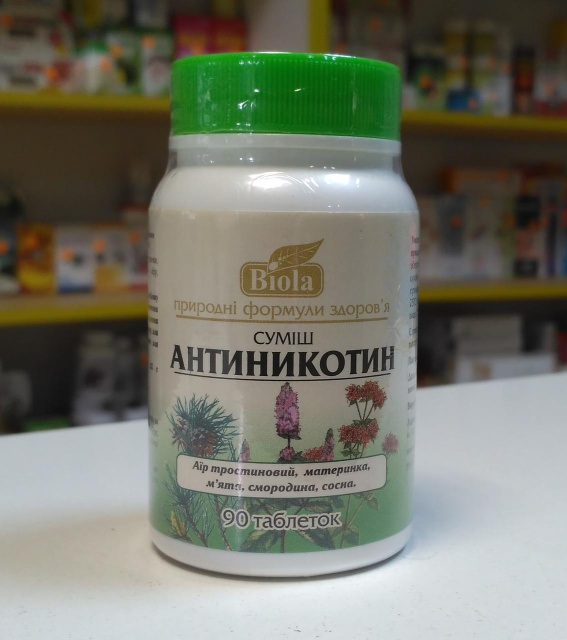 Biola
природні формули здоров'я
СУМІШ
АНТИНИКОТИН
Аїр тростиновий, материнка,
м'ята, смородина, сосна.
90 таблеток